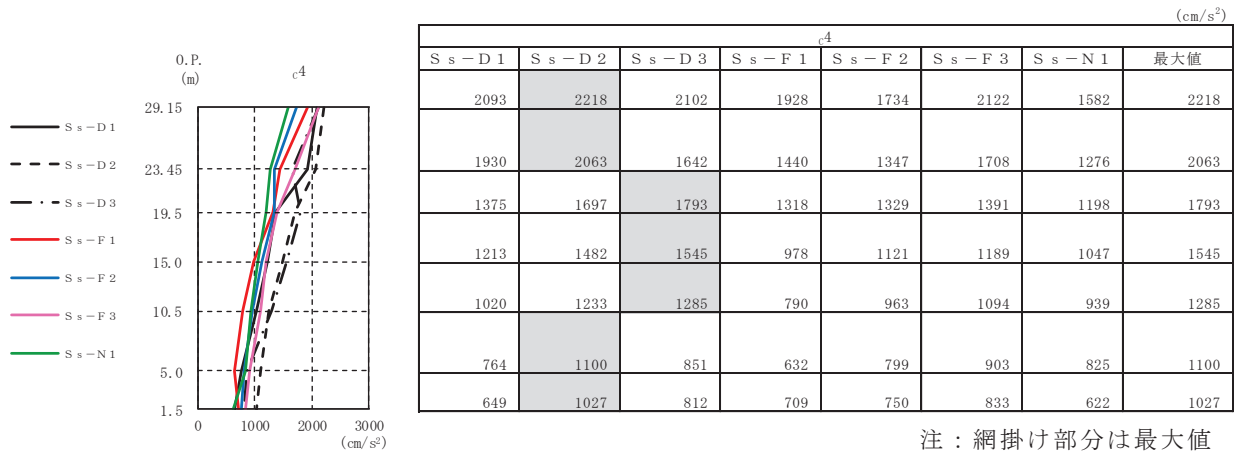 O.P.
(m)
c4
29.15
23.45
19.5
15.0
10.5
5.0
1.5
0 1000 2000 3000
(cm/s²)
Ss－D1
Ss－D2
Ss－D3
Ss－F1
Ss－F2
Ss－F3
Ss－N1
(cm/s²)
c4
Ss－D1 Ss－D2 Ss－D3 Ss－F1 Ss－F2 Ss－F3 Ss－N1 最大値
2093 2218 2102 1928 1734 2122 1582 2218
1930 2063 1642 1440 1347 1708 1276 2063
1375 1697 1793 1318 1329 1391 1198 1793
1213 1482 1545 978 1121 1189 1047 1545
1020 1233 1285 790 963 1094 939 1285
764 1100 851 632 799 903 825 1100
649 1027 812 709 750 833 622 1027
注：網掛け部分は最大値